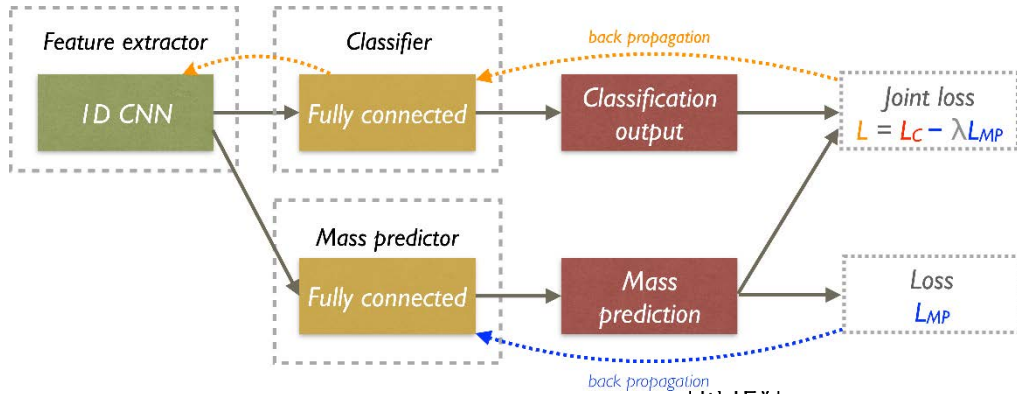 Feature extractor
1D CNN
Classifier
Fully connected
back propagation
Classification
output
Joint loss
L = LC – λLMP
Mass predictor
Fully connected
Mass
prediction
Loss
LMP
back propagation